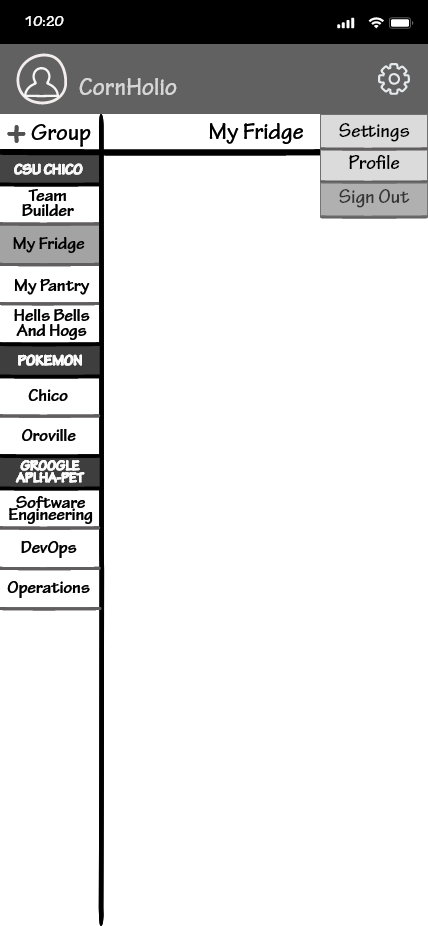 10:20
CornHolio
+ Group
My Fridge
Settings
Profile
Sign Out
CSU CHICO
Team
Builder
My Fridge
My Pantry
Hells Bells
And Hogs
POKEMON
Chico
Oroville
GROOGLE
APLHA-PET
Software
Engineering
DevOps
Operations